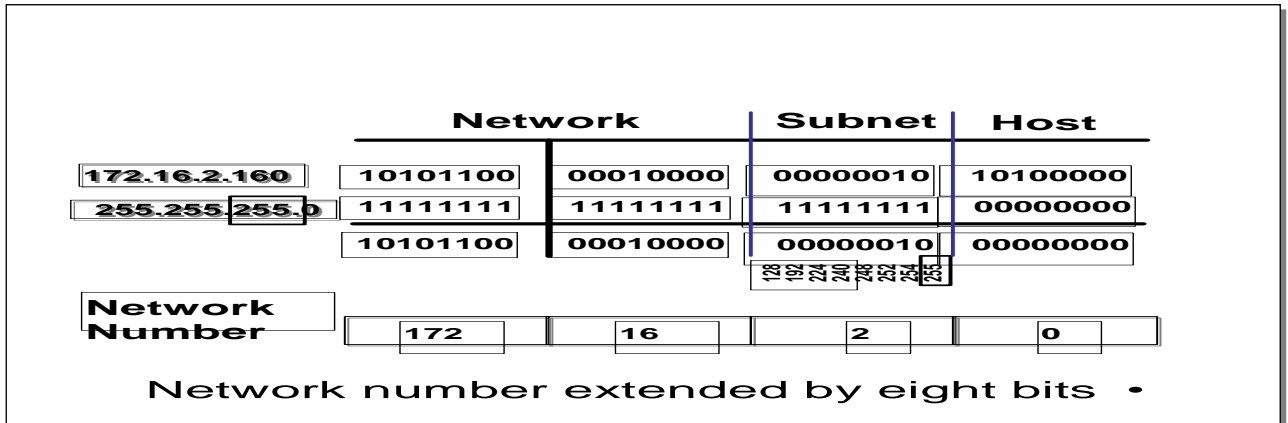 Network Subnet Host
172.16.2.160 10101100 00010000 00000010 10100000
255.255.255.0 11111111 11111111 11111111 00000000
10101100 00010000 00000010 00000000
128 192 224 240 248 252 254 255
Network
Number 172 16 2 0
Network number extended by eight bits •